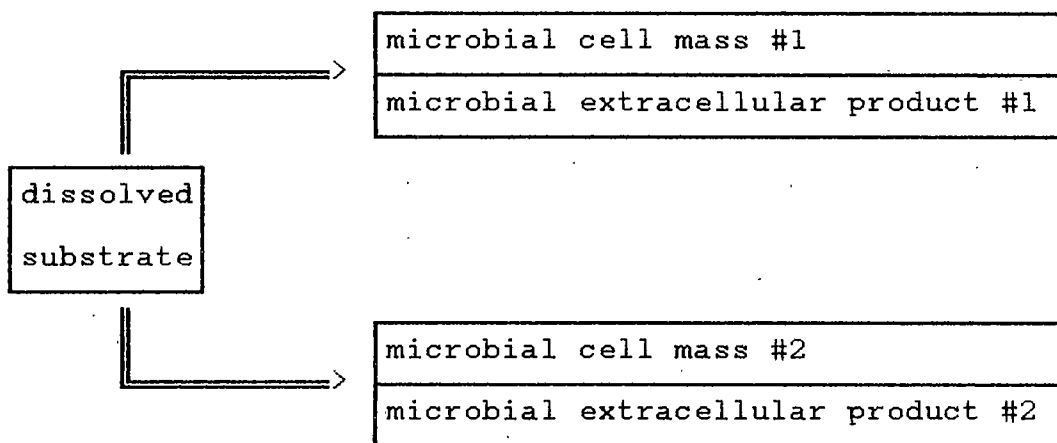 microbial cell mass #1
microbial extracellular product #1
dissolved
substrate
microbial cell mass #2
microbial extracellular product #2